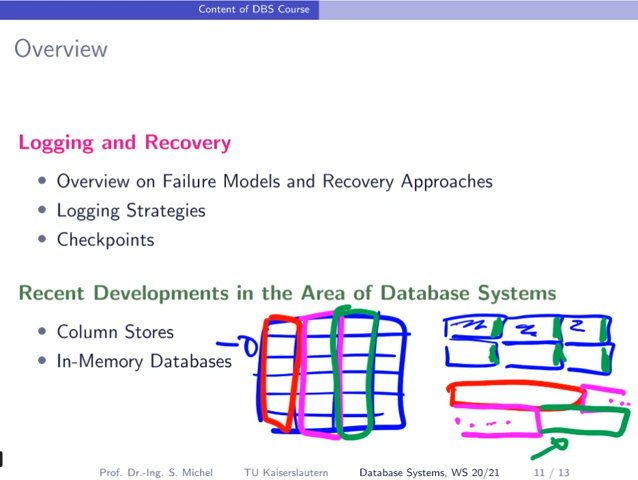 Content of DBS Course
Overview
Logging and Recovery
• Overview on Failure Models and Recovery Approaches
• Logging Strategies
• Checkpoints
Recent Developments in the Area of Database Systems
• Column Stores
• In-Memory Databases
Prof. Dr.-Ing. S. Michel TU Kaiserslautern Database Systems, WS 20/21 11 / 13